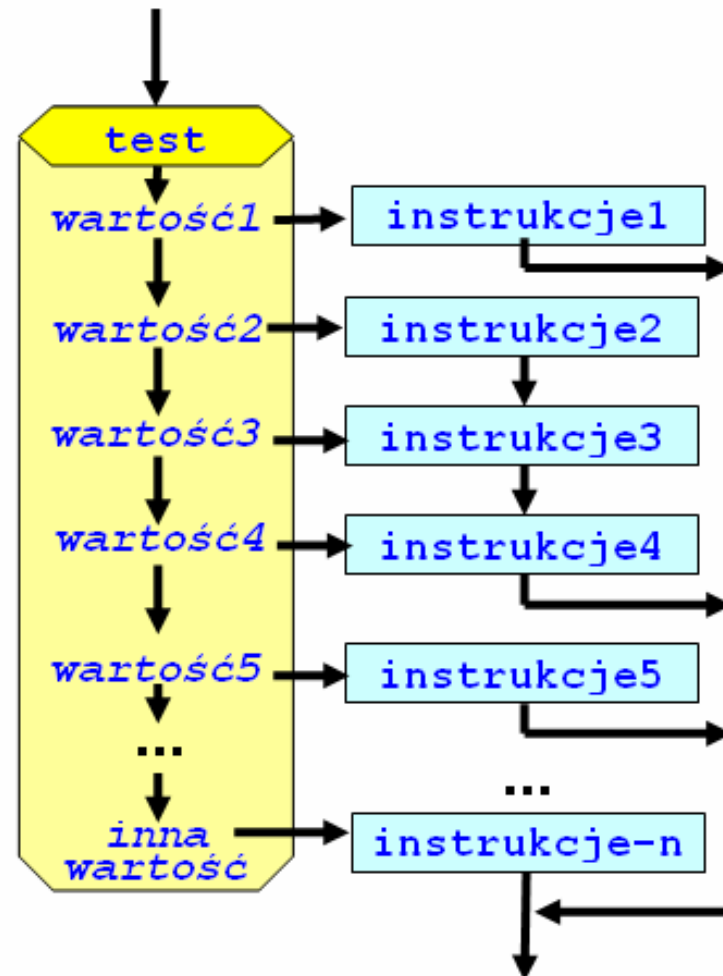 test
wartość1
instrukcje1
wartość2
instrukcje2
wartość3
instrukcje3
wartość4
instrukcje4
wartość5
instrukcje5
...
...
inna
wartość
instrukcje-n